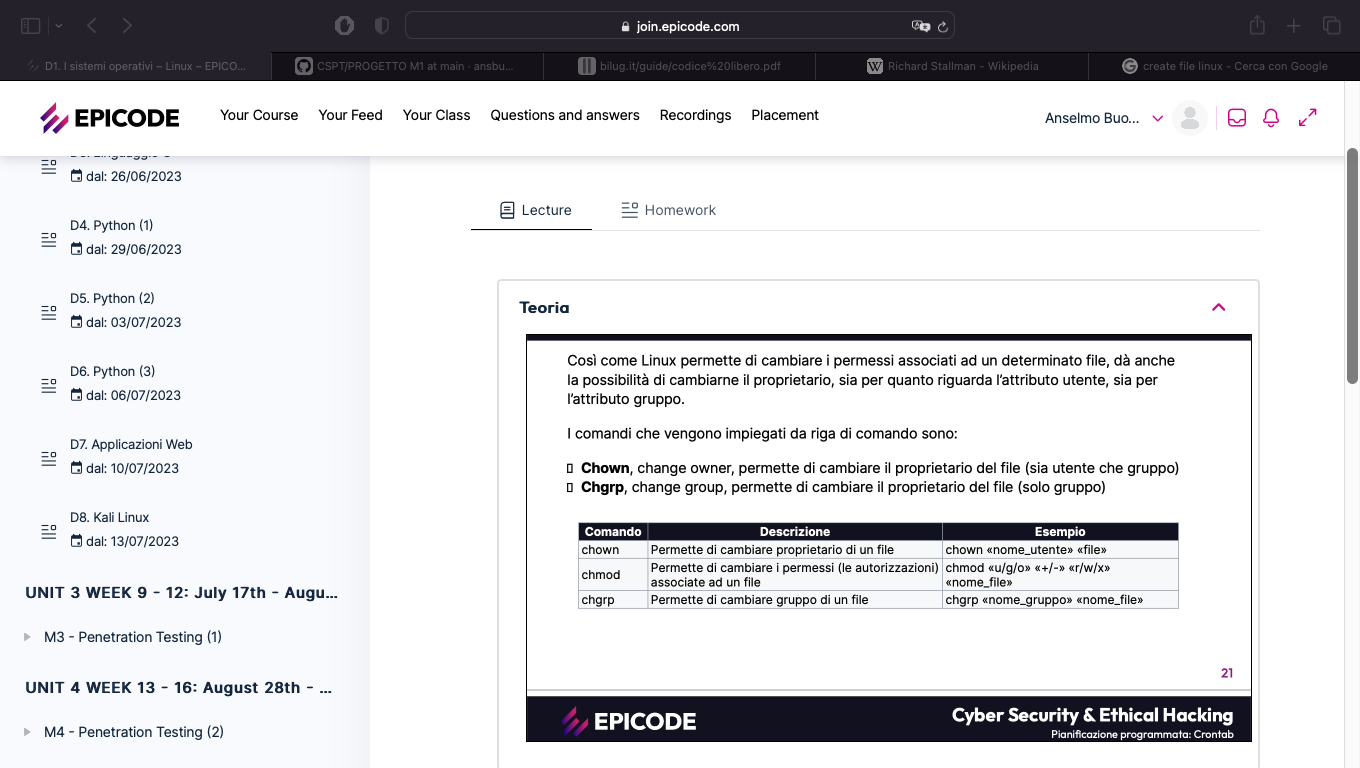 join.epicode.com
D1. I sistemi operativi – Linux – EPICO...
CSPT/PROGETTO M1 at main · ansbu...
bilug.it/guide/codice%20libero.pdf
Richard Stallman - Wikipedia
create file linux - Cerca con Google
EPICODE
Your Course
Your Feed
Your Class
Questions and answers
Recordings
Placement
Anselmo Buo...
dal: 26/06/2023
D4. Python (1)
dal: 29/06/2023
D5. Python (2)
dal: 03/07/2023
D6. Python (3)
dal: 06/07/2023
D7. Applicazioni Web
dal: 10/07/2023
D8. Kali Linux
dal: 13/07/2023
UNIT 3 WEEK 9 - 12: July 17th - Augu...
M3 - Penetration Testing (1)
UNIT 4 WEEK 13 - 16: August 28th - ...
M4 - Penetration Testing (2)
Lecture
Homework
Teoria
Così come Linux permette di cambiare i permessi associati ad un determinato file, dà anche
la possibilità di cambiarne il proprietario, sia per quanto riguarda l’attributo utente, sia per
l’attributo gruppo.
I comandi che vengono impiegati da riga di comando sono:
Chown, change owner, permette di cambiare il proprietario del file (sia utente che gruppo)
Chgrp, change group, permette di cambiare il proprietario del file (solo gruppo)
Comando Descrizione Esempio
chown Permette di cambiare proprietario di un file chown «nome_utente» «file»
chmod Permette di cambiare i permessi (le autorizzazioni) associate ad un file chmod «u/g/o» «+/-» «r/w/x» «nome_file»
chgrp Permette di cambiare gruppo di un file chgrp «nome_gruppo» «nome_file»
21
EPICODE
Cyber Security & Ethical Hacking
Pianificazione programmata: Crontab